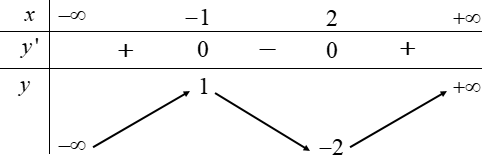 x −∞ −1 2 +∞
y' + 0 − 0 +
y 1 +∞
−∞ −2